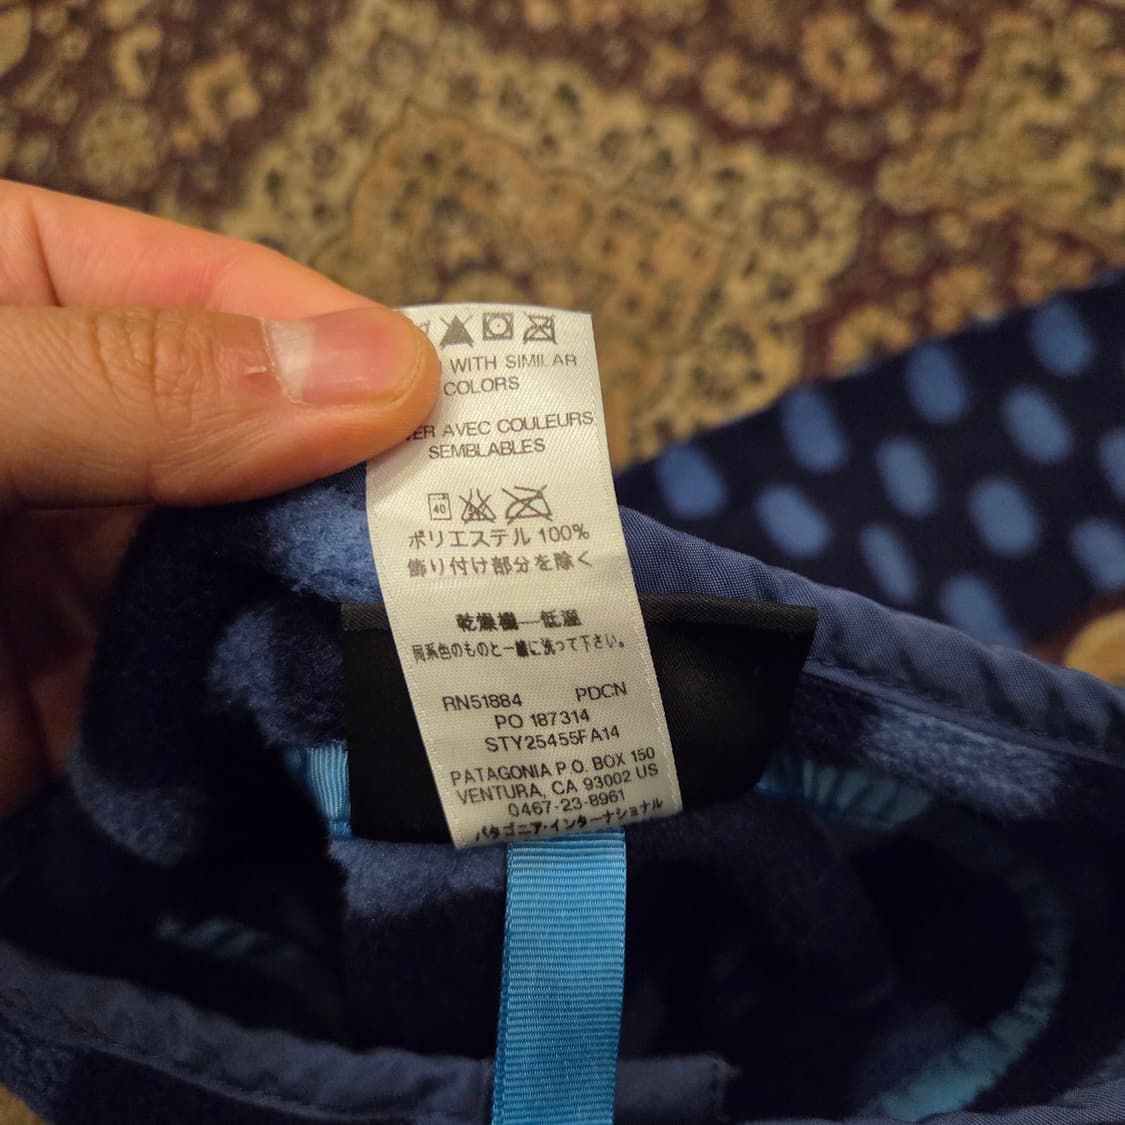 WITH SIMILAR
COLORS
AVEC COULEURS
SEMBLABLES
40
ポリエステル 100%
飾り付け部分を除く
乾燥機—低温
同系色のものと一緒に洗って下さい。
RN51884 PDCN
PO 187314
STY25455FA14
PATAGONIA P.O. BOX 150
VENTURA, CA 93002 US
0467-23-8961
パタゴニア・インターナショナル